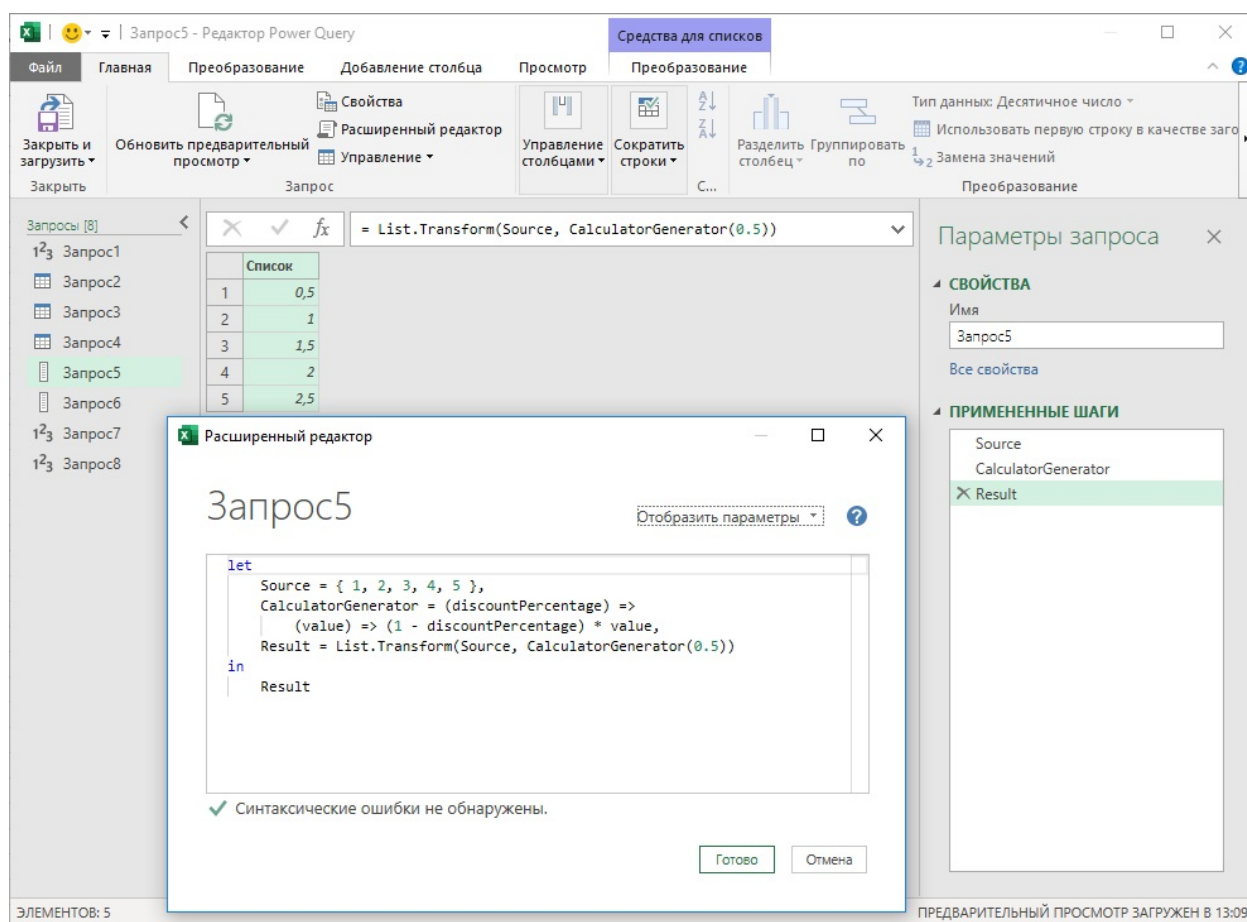 Запрос5 - Редактор Power Query
Средства для списков
Файл Главная Преобразование Добавление столбца Просмотр Преобразование
Закрыть и загрузить
Закрыть
Обновить предварительный просмотр
Свойства
Расширенный редактор
Управление
Запрос
Управление столбцами
Сократить строки
С...
Разделить столбец
Группировать по
Тип данных: Десятичное число
Использовать первую строку в качестве заго
Замена значений
Преобразование
Запросы [8]
Запрос1
Запрос2
Запрос3
Запрос4
Запрос5
Запрос6
Запрос7
Запрос8
= List.Transform(Source, CalculatorGenerator(0.5))
Список
1 0,5
2 1
3 1,5
4 2
5 2,5
Параметры запроса
СВОЙСТВА
Имя
Запрос5
Все свойства
ПРИМЕНЕННЫЕ ШАГИ
Source
CalculatorGenerator
Result
Расширенный редактор
Запрос5
Отобразить параметры
let
Source = { 1, 2, 3, 4, 5 },
CalculatorGenerator = (discountPercentage) =>
(value) => (1 - discountPercentage) * value,
Result = List.Transform(Source, CalculatorGenerator(0.5))
in
Result
Синтаксические ошибки не обнаружены.
Готово Отмена
ЭЛЕМЕНТОВ: 5
ПРЕДВАРИТЕЛЬНЫЙ ПРОСМОТР ЗАГРУЖЕН В 13:09